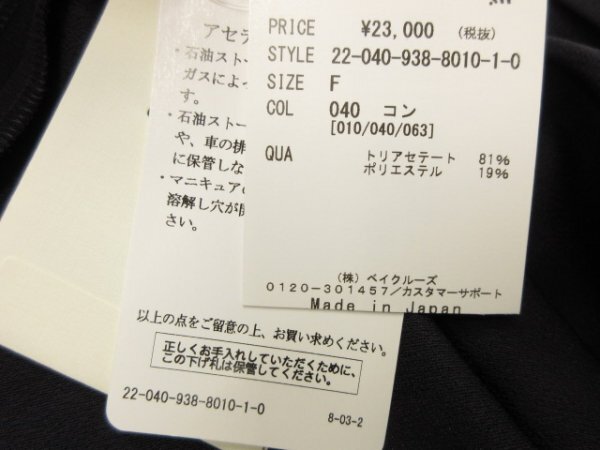 PRICE ¥23,000 (税抜)
STYLE 22-040-938-8010-1-0
SIZE F
COL 040 コン
[010/040/063]
QUA トリアセテート 81%
ポリエステル 19%
(株) ベイクルーズ
0120-301457/カスタマーサポート
Made in Japan
アセテ
・石油ストー
ガスによっ
す。
・石油ストー
や、車の排
に保管しな
・マニキュアの
溶解し穴が
さい。
以上の点をご留意の上、お買い求めください。
正しくお手入れしていただくために、
この下げ札は保管してください。
22-040-938-8010-1-0
8-03-2